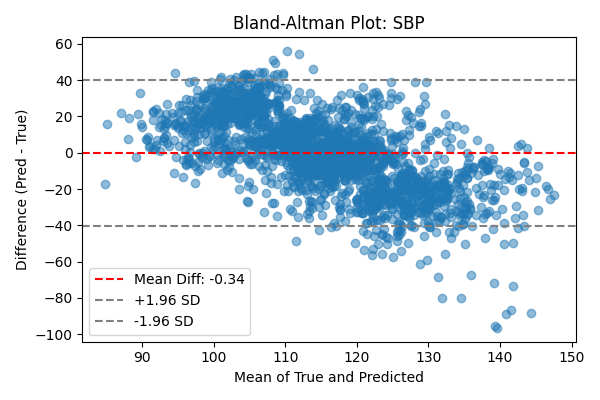 Bland-Altman Plot: SBP
60
40
20
0
−20
−40
−60
−80
−100
Difference (Pred - True)
Mean Diff: -0.34
+1.96 SD
-1.96 SD
90
100
110
120
130
140
150
Mean of True and Predicted